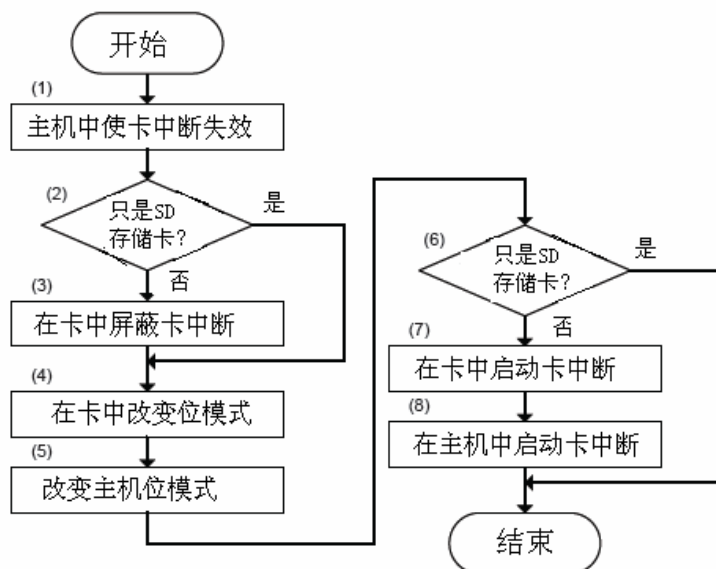 开始
(1)
主机中使卡中断失效
(2)
只是SD
存储卡?
是
否
(3)
在卡中屏蔽卡中断
(4)
在卡中改变位模式
(5)
改变主机位模式
(6)
只是SD
存储卡?
是
否
(7)
在卡中启动卡中断
(8)
在主机中启动卡中断
结束